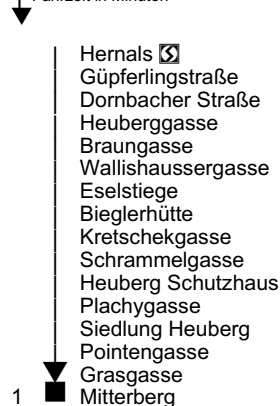 Fahrzeit in Minuten
Hernals
Güpferlingstraße
Dornbacher Straße
Heuberggasse
Braungasse
Wallishaussergasse
Eselstiege
Bieglerhütte
Kretschekgasse
Schrammelgasse
Heuberg Schutzhaus
Plachygasse
Siedlung Heuberg
Pointengasse
Grasgasse
1 Mitterberg